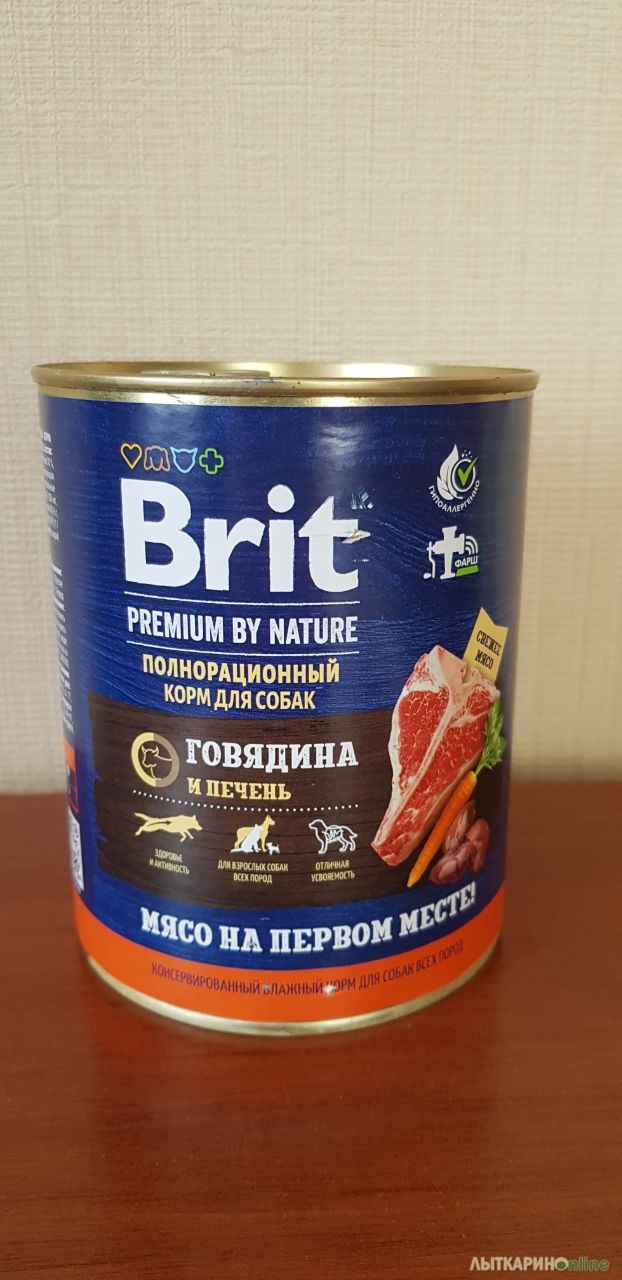 Brit
PREMIUM BY NATURE
ПОЛНОРАЦИОННЫЙ
КОРМ ДЛЯ СОБАК
ГОВЯДИНА
И ПЕЧЕНЬ
ЗДОРОВЬЕ
И АКТИВНОСТЬ
ДЛЯ ВЗРОСЛЫХ СОБАК
ВСЕХ ПОРОД
ОТЛИЧНАЯ
УСВОЯЕМОСТЬ
ГИПОАЛЛЕРГЕННО
ФАРШ
СВЕЖЕЕ
МЯСО
МЯСО НА ПЕРВОМ МЕСТЕ!
КОНСЕРВИРОВАННЫЙ ВЛАЖНЫЙ КОРМ ДЛЯ СОБАК ВСЕХ ПОРОД
ЛЫТКАРИНОonline